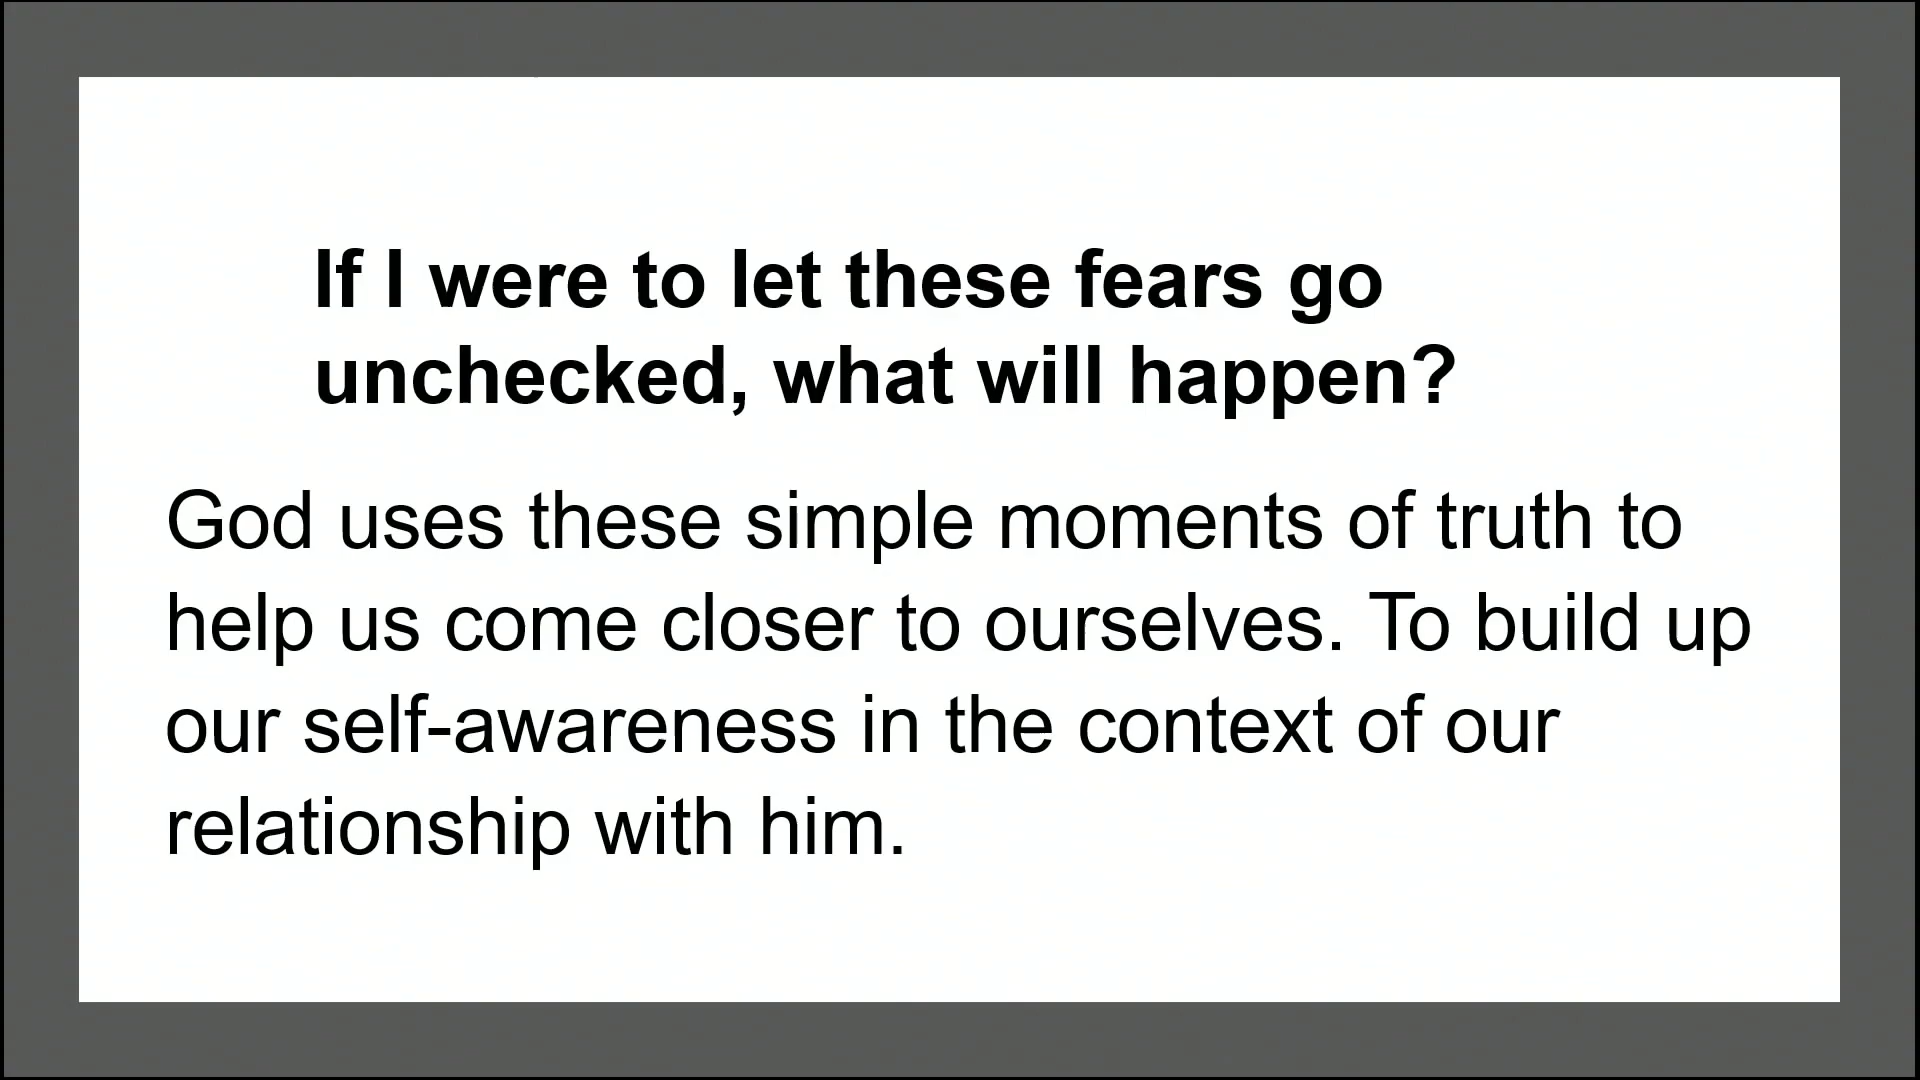 If I were to let these fears go
unchecked, what will happen?
God uses these simple moments of truth to
help us come closer to ourselves. To build up
our self-awareness in the context of our
relationship with him.